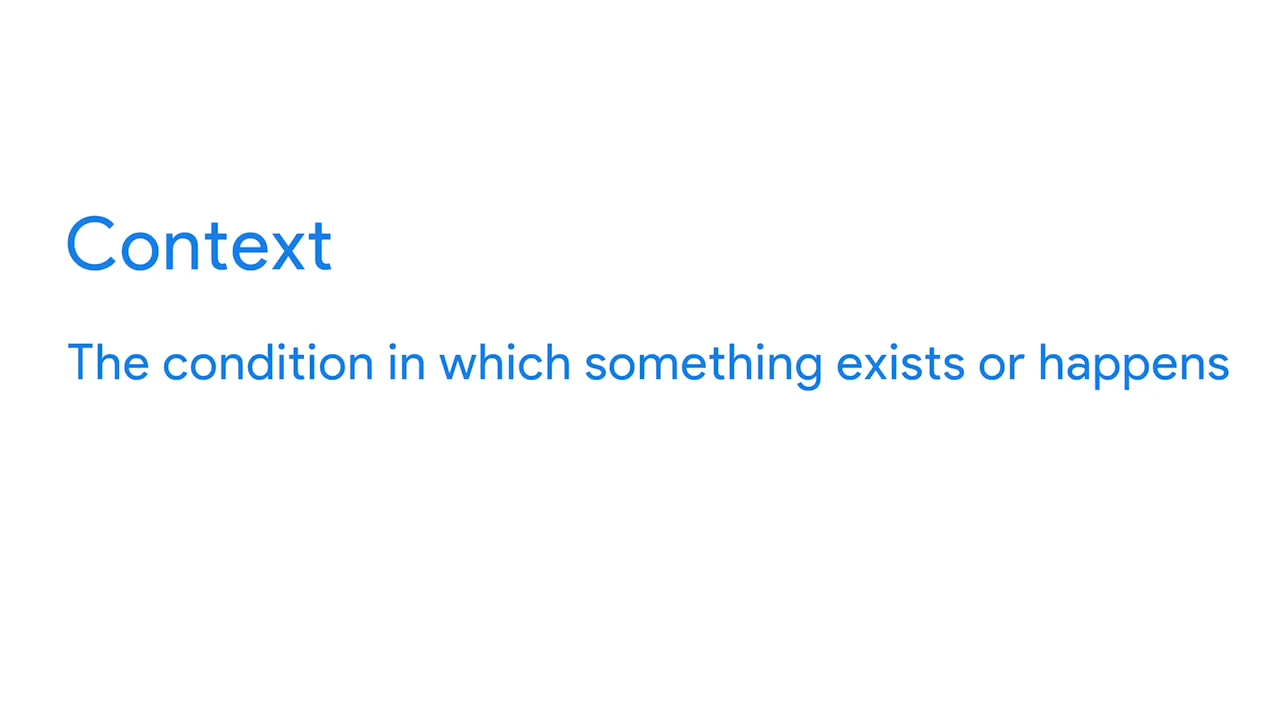 Context
The condition in which something exists or happens